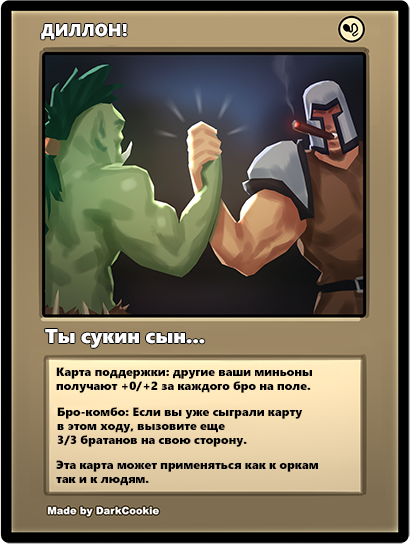 ДИЛЛОН!
Ты сукин сын...
Карта поддержки: другие ваши миньоны
получают +0/+2 за каждого бро на поле.
Бро-комбо: Если вы уже сыграли карту
в этом ходу, вызовите еще
3/3 братанов на свою сторону.
Эта карта может применяться как к оркам
так и к людям.
Made by DarkCookie